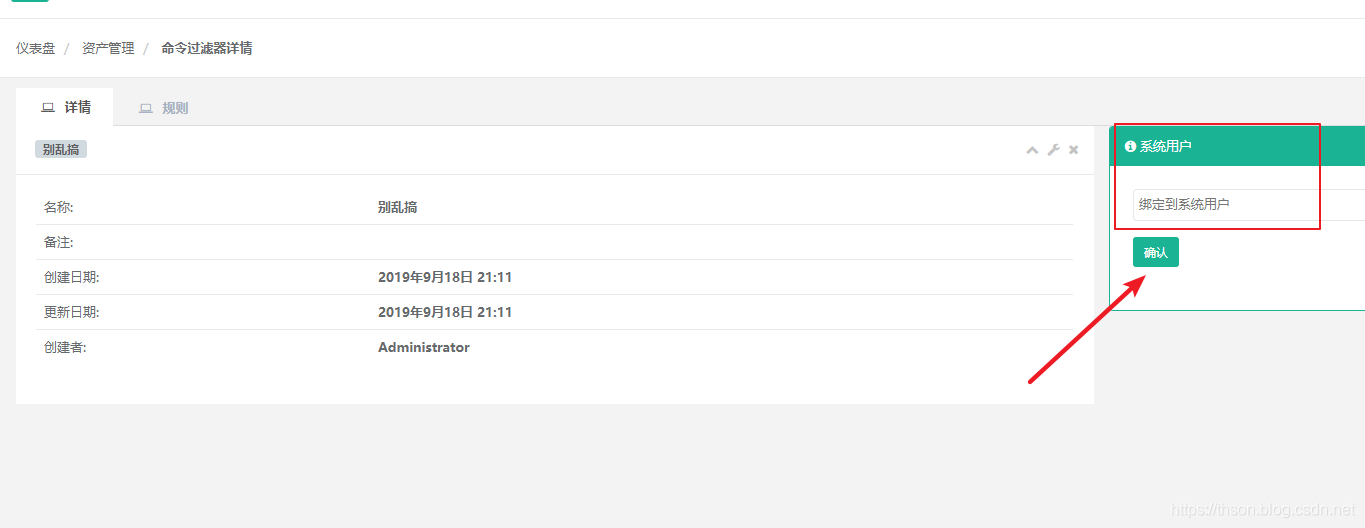 仪表盘 / 资产管理 / 命令过滤器详情
详情 规则
别乱搞
名称: 别乱搞
备注:
创建日期: 2019年9月18日 21:11
更新日期: 2019年9月18日 21:11
创建者: Administrator
系统用户
绑定到系统用户
确认
https://thson.blog.csdn.net